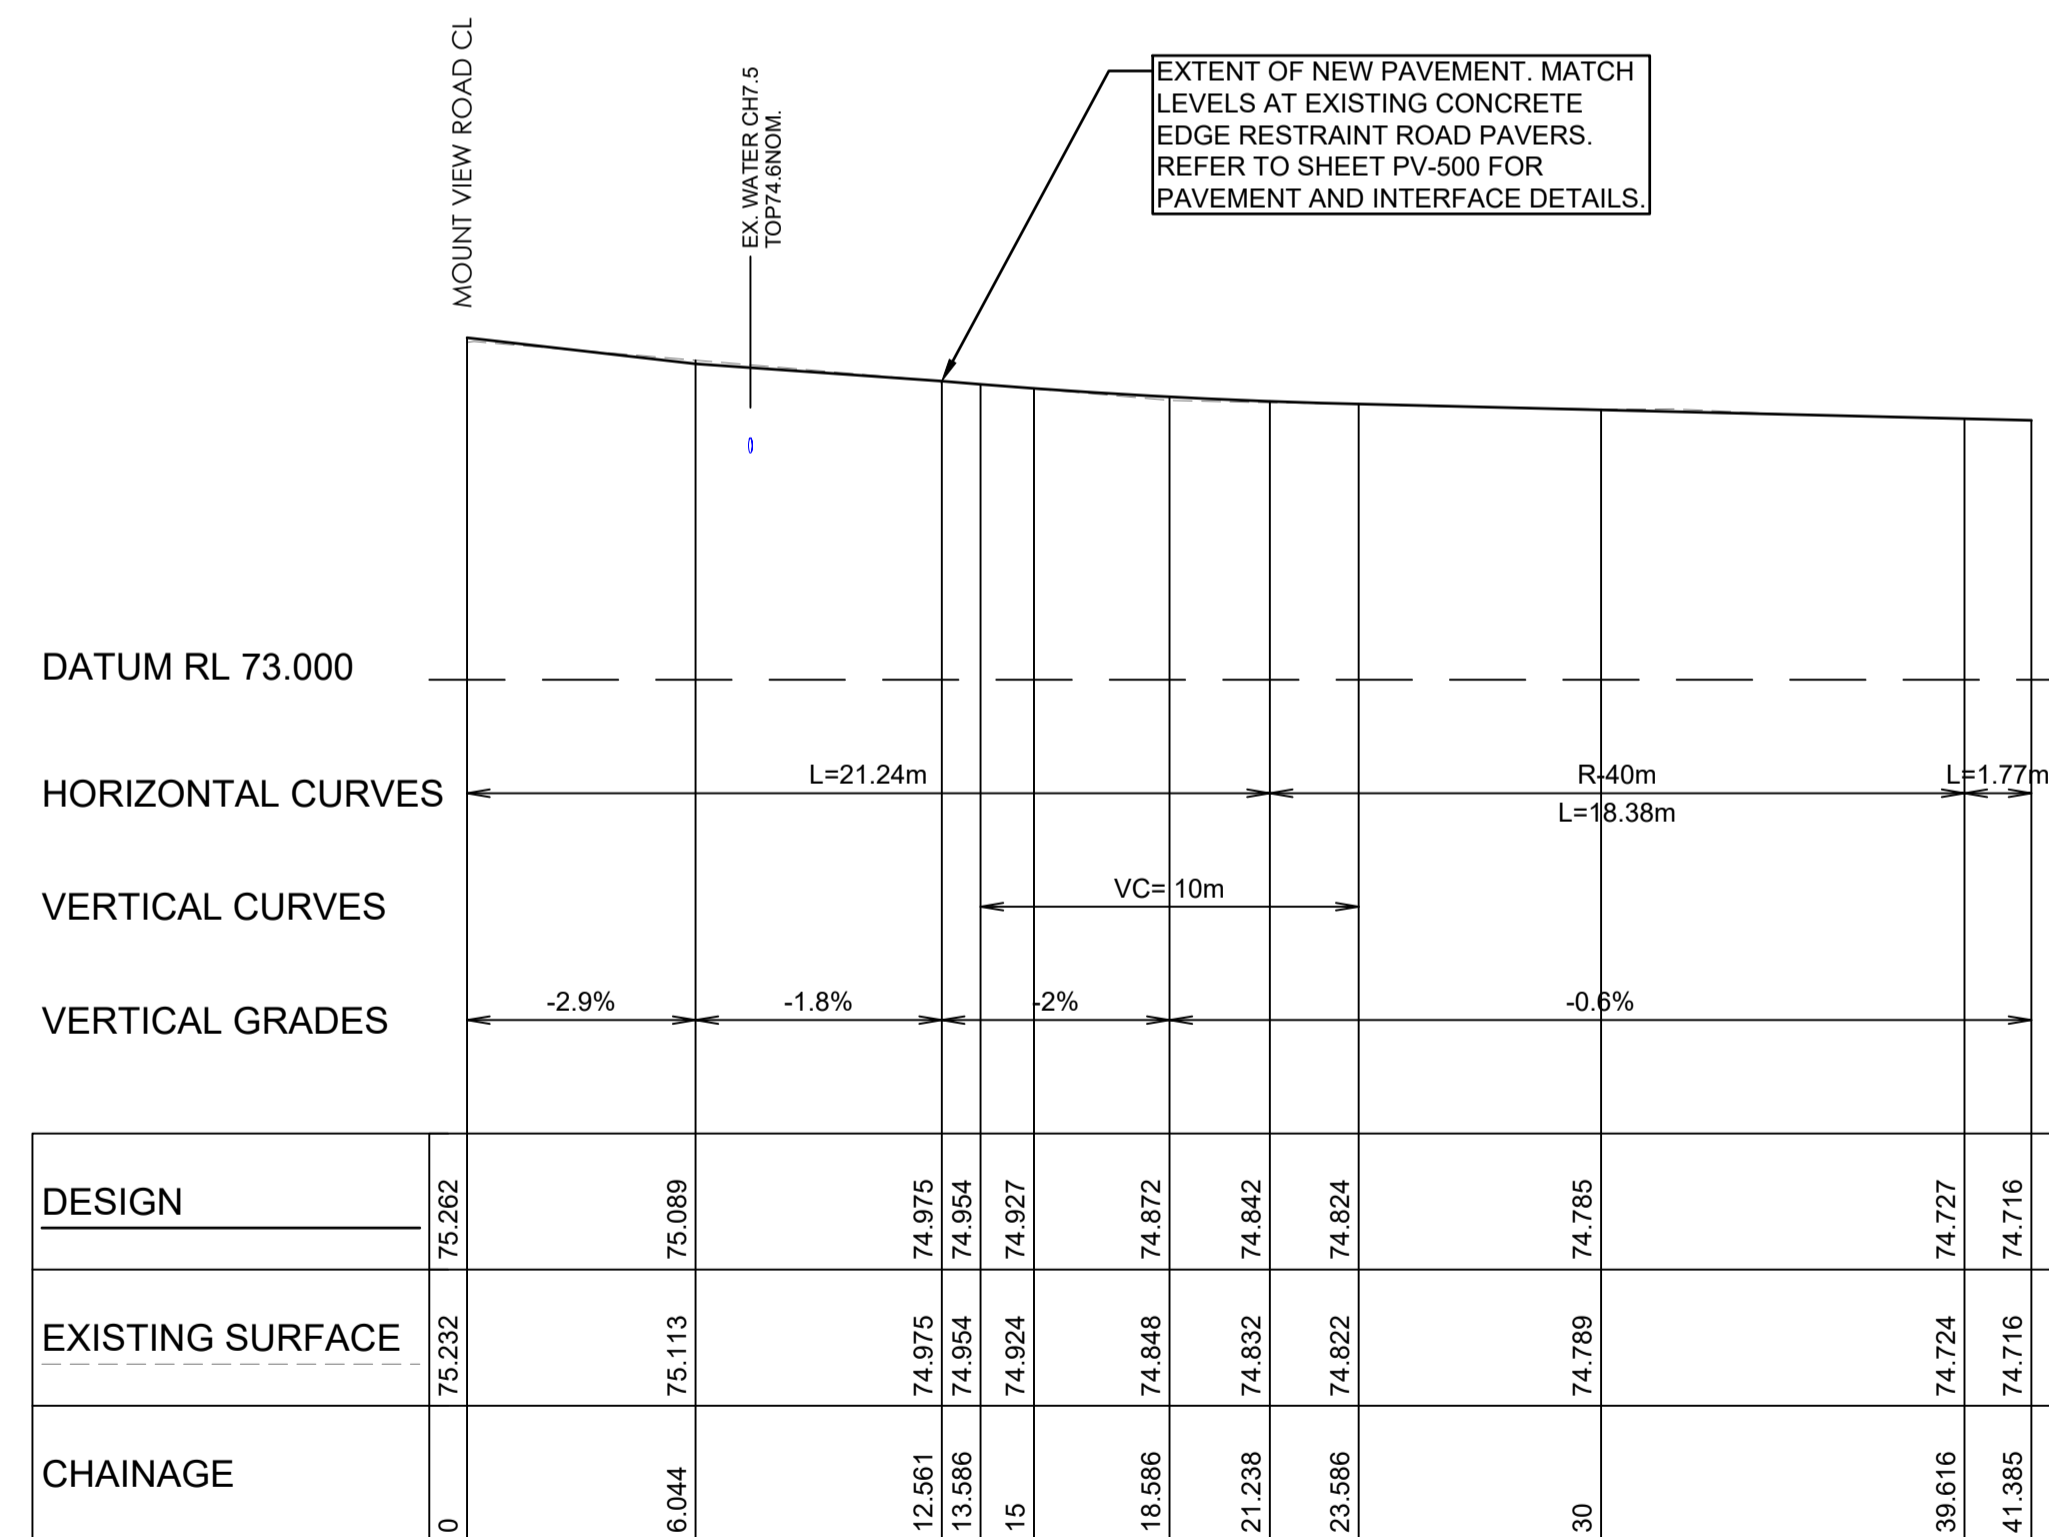 MOUNT VIEW ROAD CL
EX. WATER CH7.5
TOP74.6NOM.
EXTENT OF NEW PAVEMENT. MATCH
LEVELS AT EXISTING CONCRETE
EDGE RESTRAINT ROAD PAVERS.
REFER TO SHEET PV-500 FOR
PAVEMENT AND INTERFACE DETAILS.
DATUM RL 73.000
HORIZONTAL CURVES L=21.24m R-40m L=1.77m
L=18.38m
VERTICAL CURVES VC= 10m
VERTICAL GRADES -2.9% -1.8% -2% -0.6%
DESIGN 75.262 75.089 74.975 74.954 74.927 74.872 74.842 74.824 74.785 74.727 74.716
EXISTING SURFACE 75.232 75.113 74.975 74.954 74.924 74.848 74.832 74.822 74.789 74.724 74.716
CHAINAGE 0 6.044 12.561 13.586 15 18.586 21.238 23.586 30 39.616 41.385